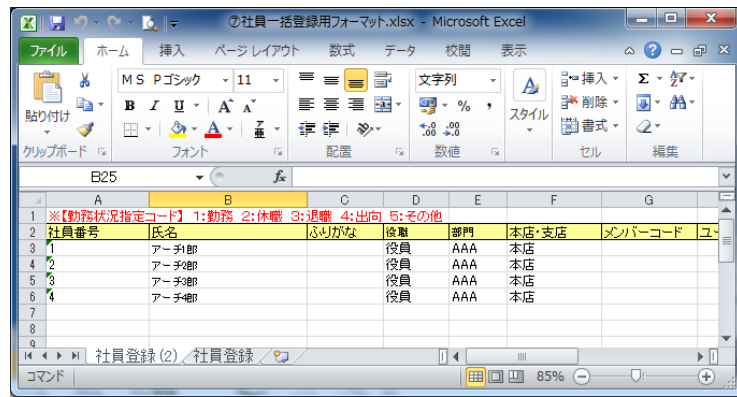 ⑦社員一括登録用フォーマット.xlsx - Microsoft Excel
ファイル ホーム 挿入 ページ レイアウト 数式 データ 校閲 表示
MS Pゴシック 11 文字列 挿入 Σ
貼り付け B I U A A % , スタイル 削除
A 書式
クリップボード フォント 配置 数値 セル 編集
B25 fx
A B C D E F G
1 ※【勤務状況指定コード】 1:勤務 2:休職 3:退職 4:出向 5:その他
2 社員番号 氏名 ふりがな 役職 部門 本店・支店 メンバーコード ユー
3 1 アーチ1郎 役員 AAA 本店
4 2 アーチ2郎 役員 AAA 本店
5 3 アーチ3郎 役員 AAA 本店
6 4 アーチ4郎 役員 AAA 本店
7
8
9
社員登録 (2) 社員登録
コマンド 85%